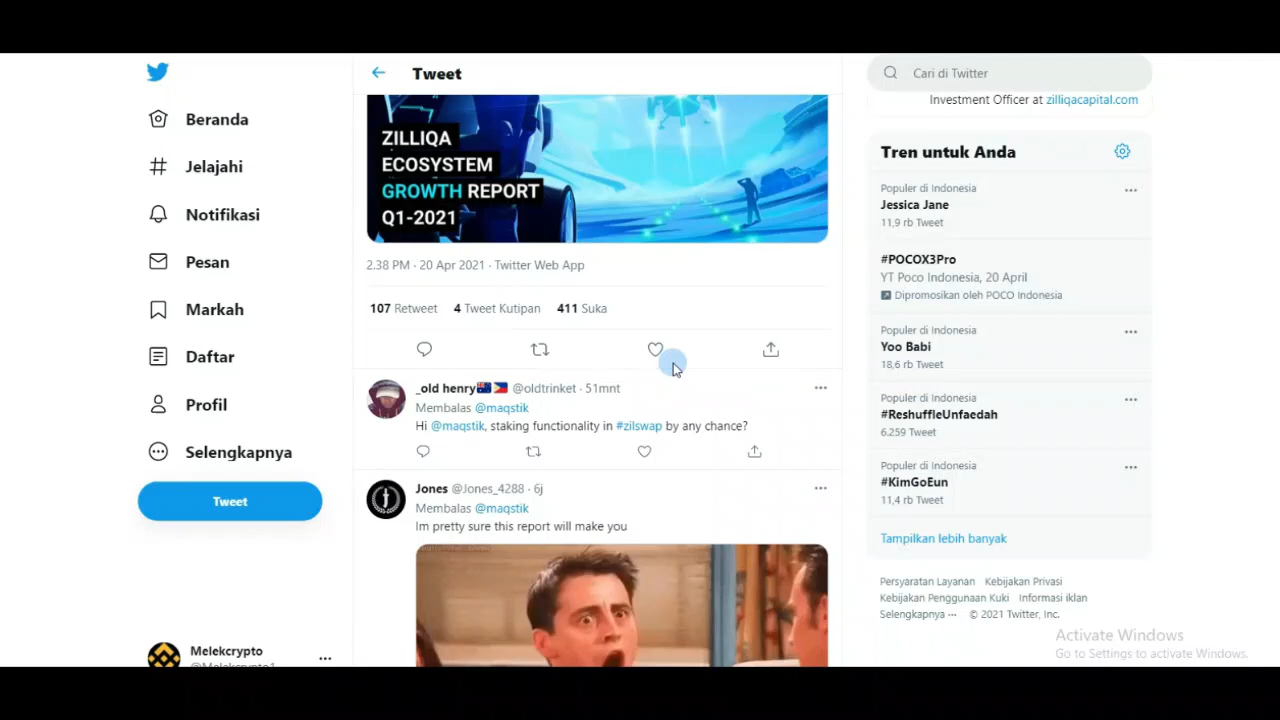 Tweet
Cari di Twitter
Investment Officer at zilliqacapital.com
Beranda
Jelajahi
Notifikasi
Pesan
Markah
Daftar
Profil
Selengkapnya
Tweet
Melekcrypto
@Melekcrypto1
ZILLIQA
ECOSYSTEM
GROWTH REPORT
Q1-2021
2.38 PM · 20 Apr 2021 · Twitter Web App
107 Retweet 4 Tweet Kutipan 411 Suka
_old henry @oldtrinket · 51mnt
Membalas @maqstik
Hi @maqstik, staking functionality in #zilswap by any chance?
Jones @Jones_4288 · 6j
Membalas @maqstik
Im pretty sure this report will make you
Tren untuk Anda
Populer di Indonesia
Jessica Jane
11,9 rb Tweet
#POCOX3Pro
YT Poco Indonesia, 20 April
Dipromosikan oleh POCO Indonesia
Populer di Indonesia
Yoo Babi
18,6 rb Tweet
Populer di Indonesia
#ReshuffleUnfaedah
6.259 Tweet
Populer di Indonesia
#KimGoEun
11,4 rb Tweet
Tampilkan lebih banyak
Persyaratan Layanan Kebijakan Privasi
Kebijakan Penggunaan Kuki Informasi iklan
Selengkapnya ··· © 2021 Twitter, Inc.
Activate Windows
Go to Settings to activate Windows.